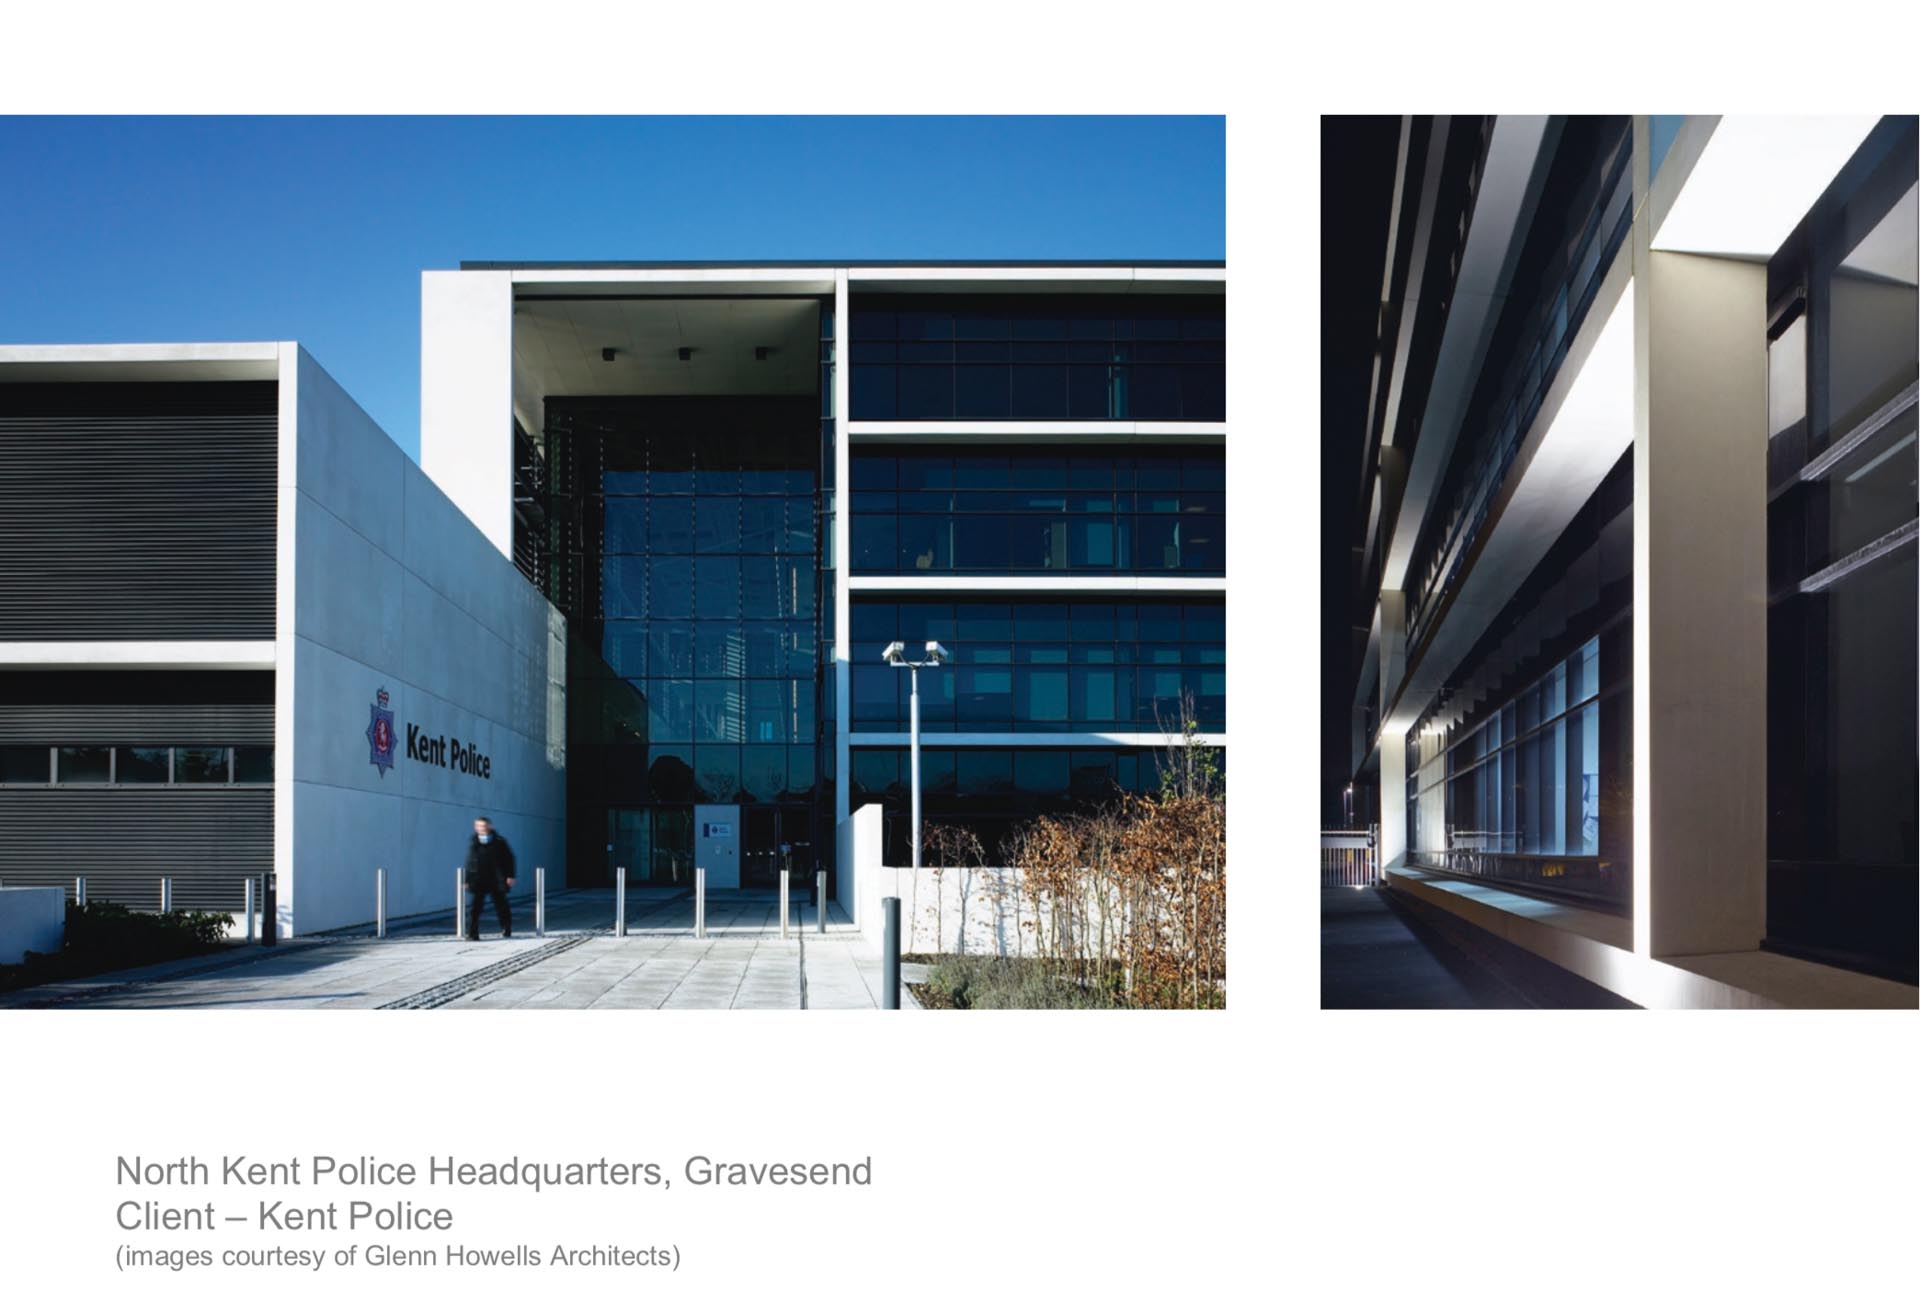 Kent Police
North Kent Police Headquarters, Gravesend
Client – Kent Police
(images courtesy of Glenn Howells Architects)